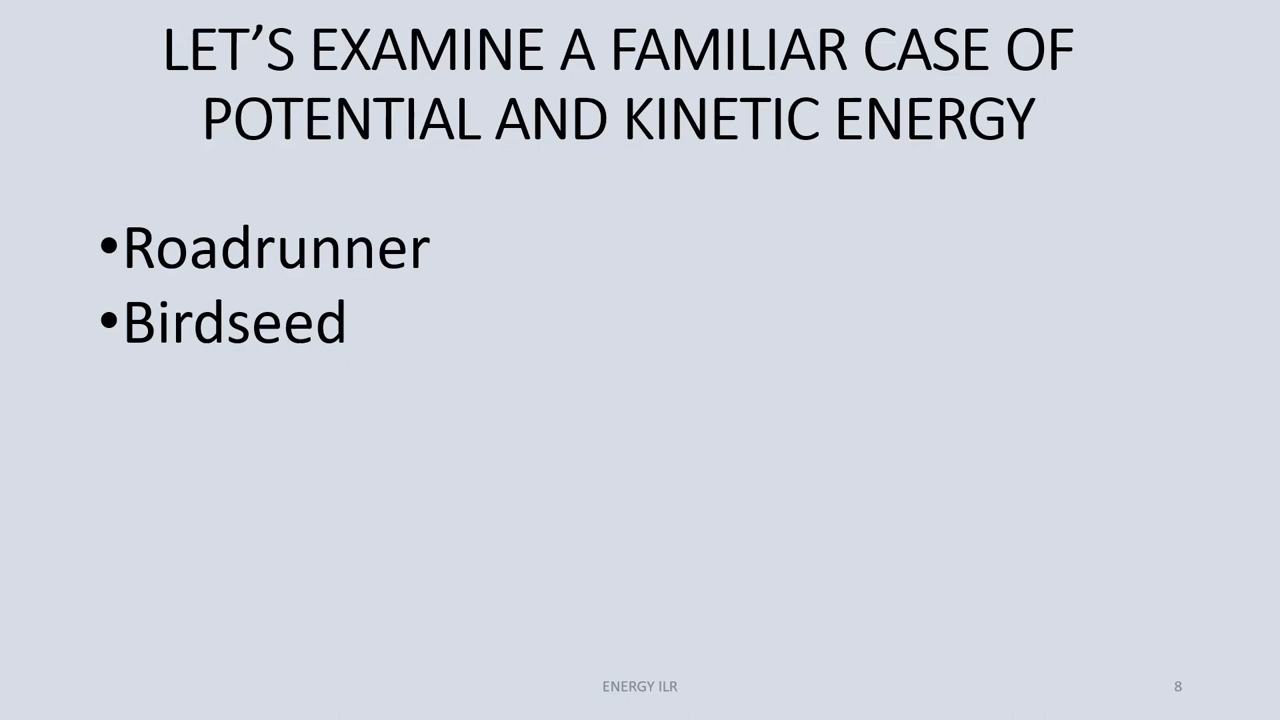 LET’S EXAMINE A FAMILIAR CASE OF
POTENTIAL AND KINETIC ENERGY
•Roadrunner
•Birdseed
ENERGY ILR
8